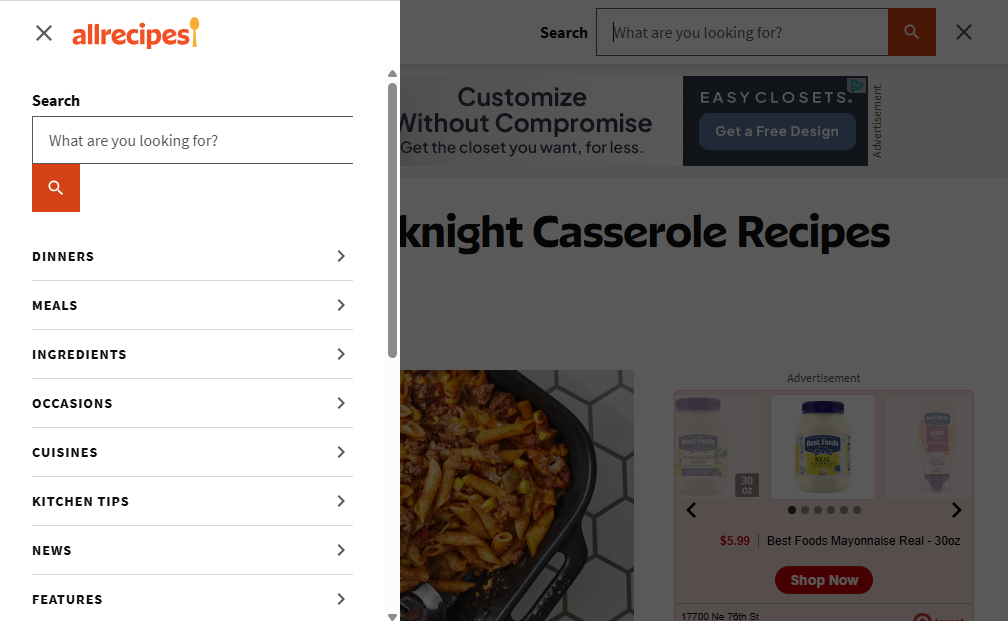 allrecipes
Search
What are you looking for?
DINNERS
MEALS
INGREDIENTS
OCCASIONS
CUISINES
KITCHEN TIPS
NEWS
FEATURES
Search
What are you looking for?
Customize
Without Compromise
Get the closet you want, for less.
EASYCLOSETS.
Get a Free Design
Advertisement
knight Casserole Recipes
Advertisement
Best Foods
30
oz
Best Foods
REAL
$5.99
Best Foods Mayonnaise Real - 30oz
Shop Now
17700 Ne 76th St